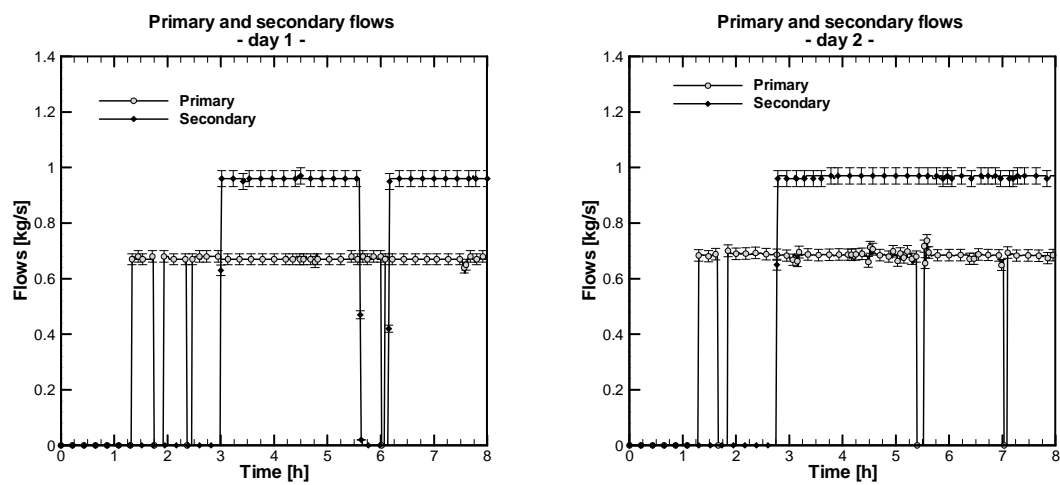 Primary and secondary flows
- day 1 -
1.4
1.2
1
0.8
0.6
0.4
0.2
0
Flows [kg/s]
Primary
Secondary
0 1 2 3 4 5 6 7 8
Time [h]
Primary and secondary flows
- day 2 -
1.4
1.2
1
0.8
0.6
0.4
0.2
0
Flows [kg/s]
Primary
Secondary
0 1 2 3 4 5 6 7 8
Time [h]